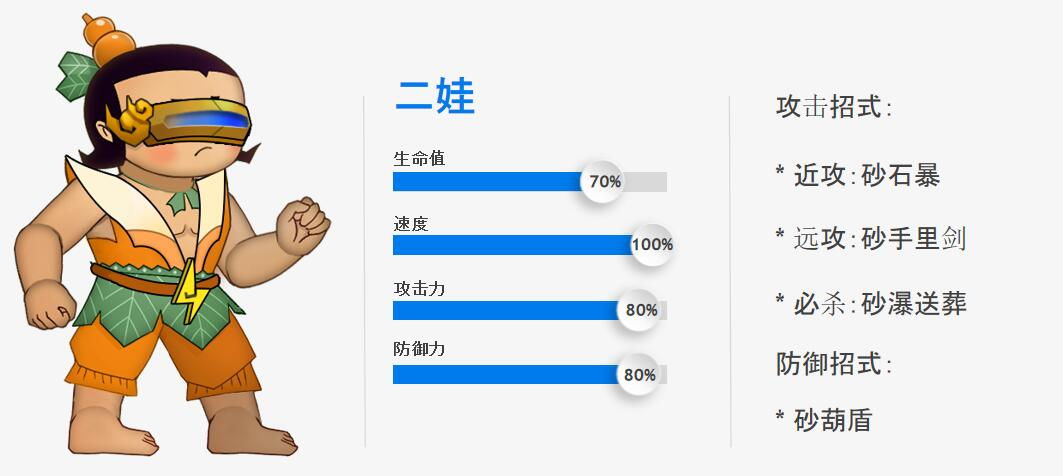 二娃
生命值
70%
速度
100%
攻击力
80%
防御力
80%
攻击招式:
* 近攻:砂石暴
* 远攻:砂手里剑
* 必杀:砂瀑送葬
防御招式:
* 砂葫盾